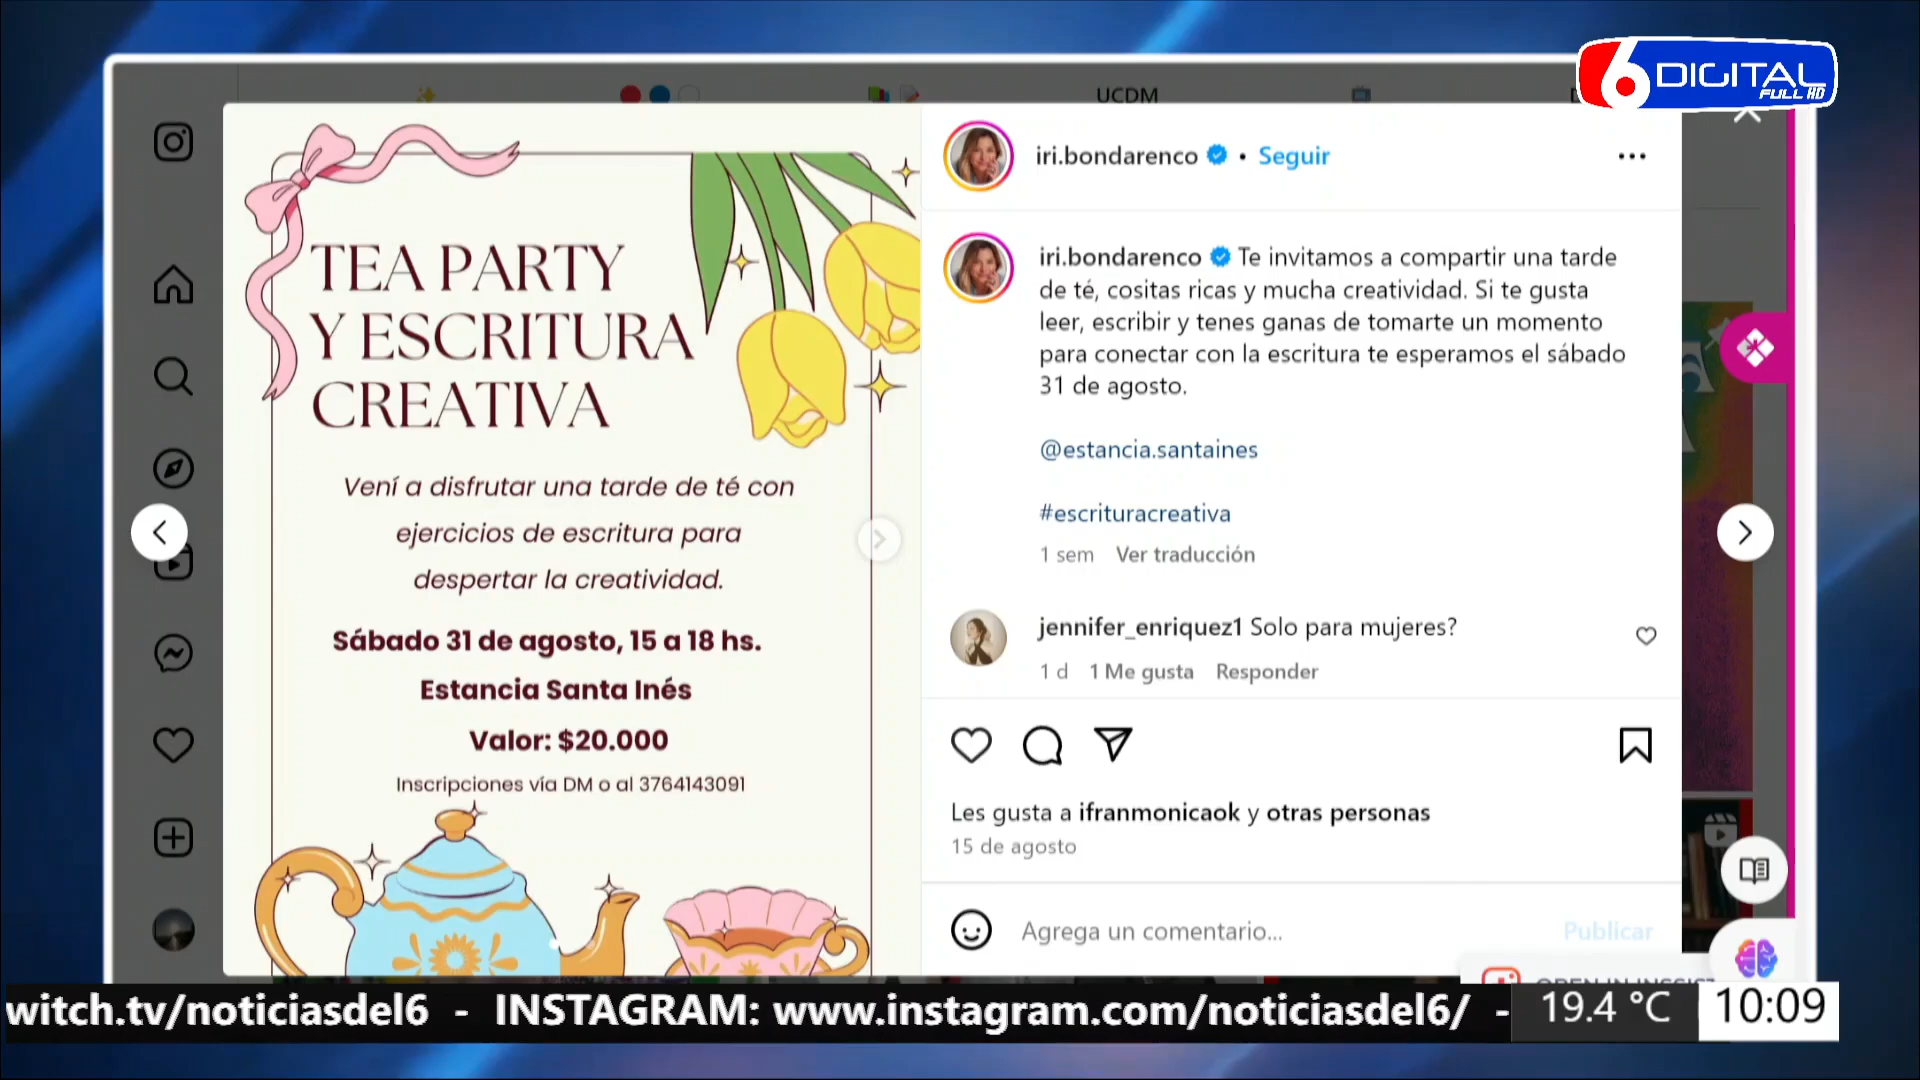 UCDM
6 DIGITAL
FULL HD
TEA PARTY
Y ESCRITURA
CREATIVA
Vení a disfrutar una tarde de té con
ejercicios de escritura para
despertar la creatividad.
Sábado 31 de agosto, 15 a 18 hs.
Estancia Santa Inés
Valor: $20.000
Inscripciones vía DM o al 3764143091
iri.bondarenco • Seguir
iri.bondarenco Te invitamos a compartir una tarde
de té, cositas ricas y mucha creatividad. Si te gusta
leer, escribir y tenes ganas de tomarte un momento
para conectar con la escritura te esperamos el sábado
31 de agosto.
@estancia.santaines
#escrituracreativa
1 sem Ver traducción
jennifer_enriquez1 Solo para mujeres?
1 d 1 Me gusta Responder
Les gusta a ifranmonicaok y otras personas
15 de agosto
Agrega un comentario... Publicar
witch.tv/noticiasdel6 - INSTAGRAM: www.instagram.com/noticiasdel6/ -
19.4 °C 10:09